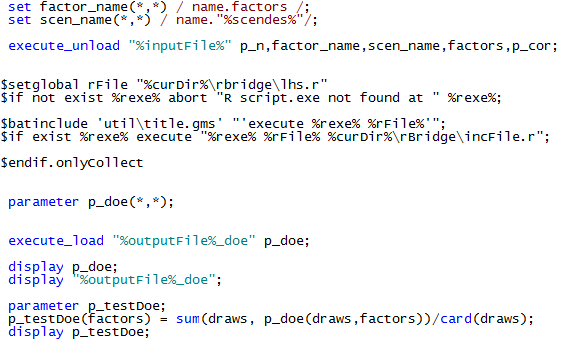 set factor_name(*,*) / name.factors /;
set scen_name(*,*) / name."%scendes%"/;
execute_unload "%inputFile%" p_n,factor_name,scen_name,factors,p_cor;
$setglobal rFile "%curDir%\rbridge\lhs.r"
$if not exist %rexe% abort "R script.exe not found at " %rexe%;
$batinclude 'util\title.gms' "'execute %rexe% %rFile%'";
$if exist %rexe% execute "%rexe% %rFile% %curDir%\rBridge\incFile.r";
$endif.onlyCollect
parameter p_doe(*,*);
execute_load "%outputFile%_doe" p_doe;
display p_doe;
display "%outputFile%_doe";
parameter p_testDoe;
p_testDoe(factors) = sum(draws, p_doe(draws,factors))/card(draws);
display p_testDoe;